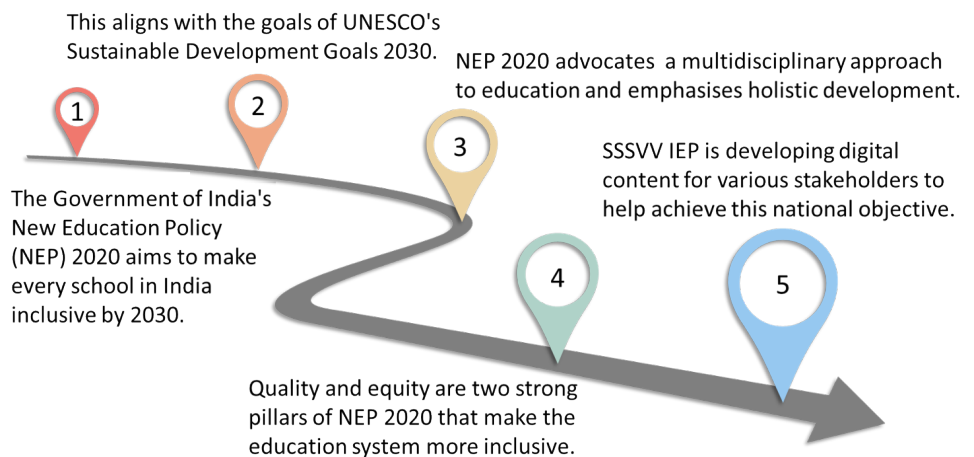 1
The Government of India's
New Education Policy
(NEP) 2020 aims to make
every school in India
inclusive by 2030.
2
This aligns with the goals of UNESCO's
Sustainable Development Goals 2030.
3
NEP 2020 advocates a multidisciplinary approach
to education and emphasises holistic development.
4
Quality and equity are two strong
pillars of NEP 2020 that make the
education system more inclusive.
5
SSSVV IEP is developing digital
content for various stakeholders to
help achieve this national objective.